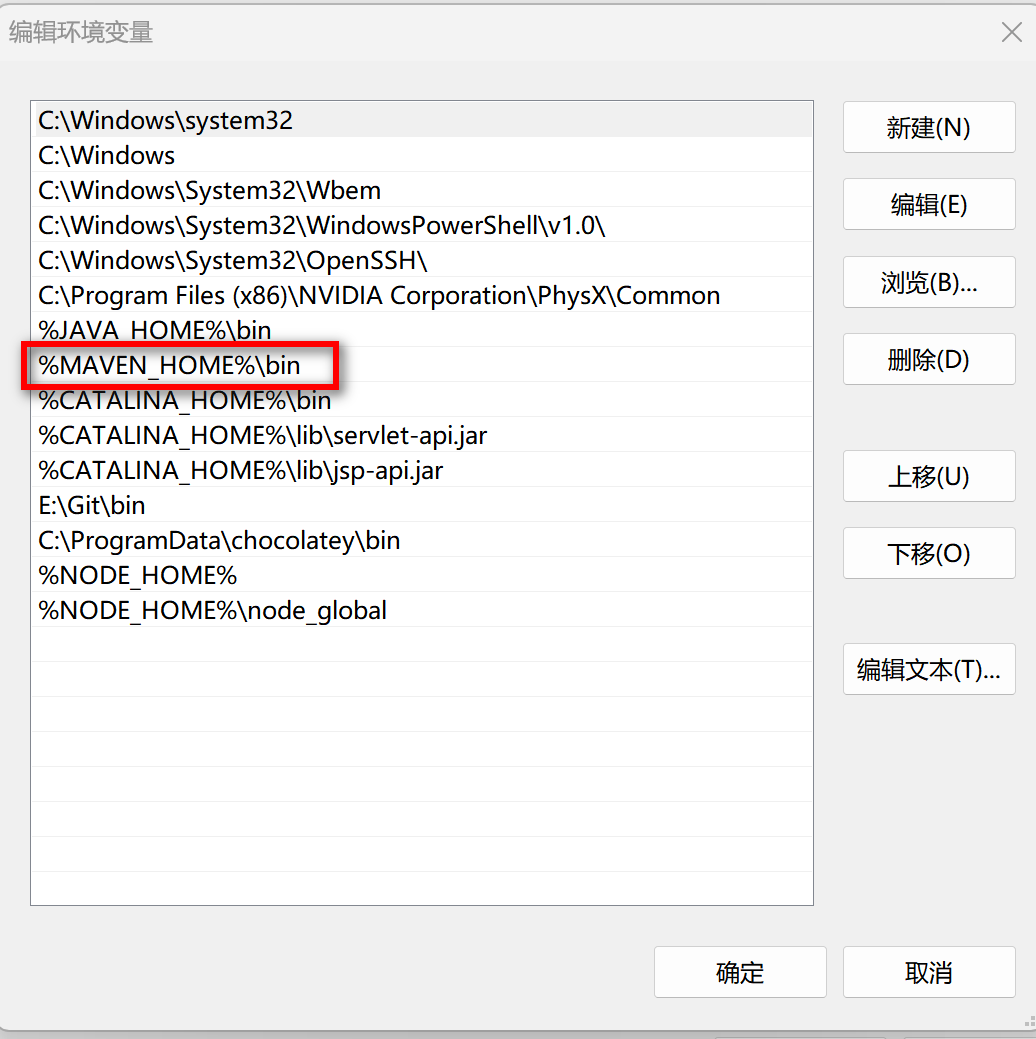 编辑环境变量
C:\Windows\system32
C:\Windows
C:\Windows\System32\Wbem
C:\Windows\System32\WindowsPowerShell\v1.0\
C:\Windows\System32\OpenSSH\
C:\Program Files (x86)\NVIDIA Corporation\PhysX\Common
%JAVA_HOME%\bin
%MAVEN_HOME%\bin
%CATALINA_HOME%\bin
%CATALINA_HOME%\lib\servlet-api.jar
%CATALINA_HOME%\lib\jsp-api.jar
E:\Git\bin
C:\ProgramData\chocolatey\bin
%NODE_HOME%
%NODE_HOME%\node_global
新建(N)
编辑(E)
浏览(B)...
删除(D)
上移(U)
下移(O)
编辑文本(T)...
确定
取消